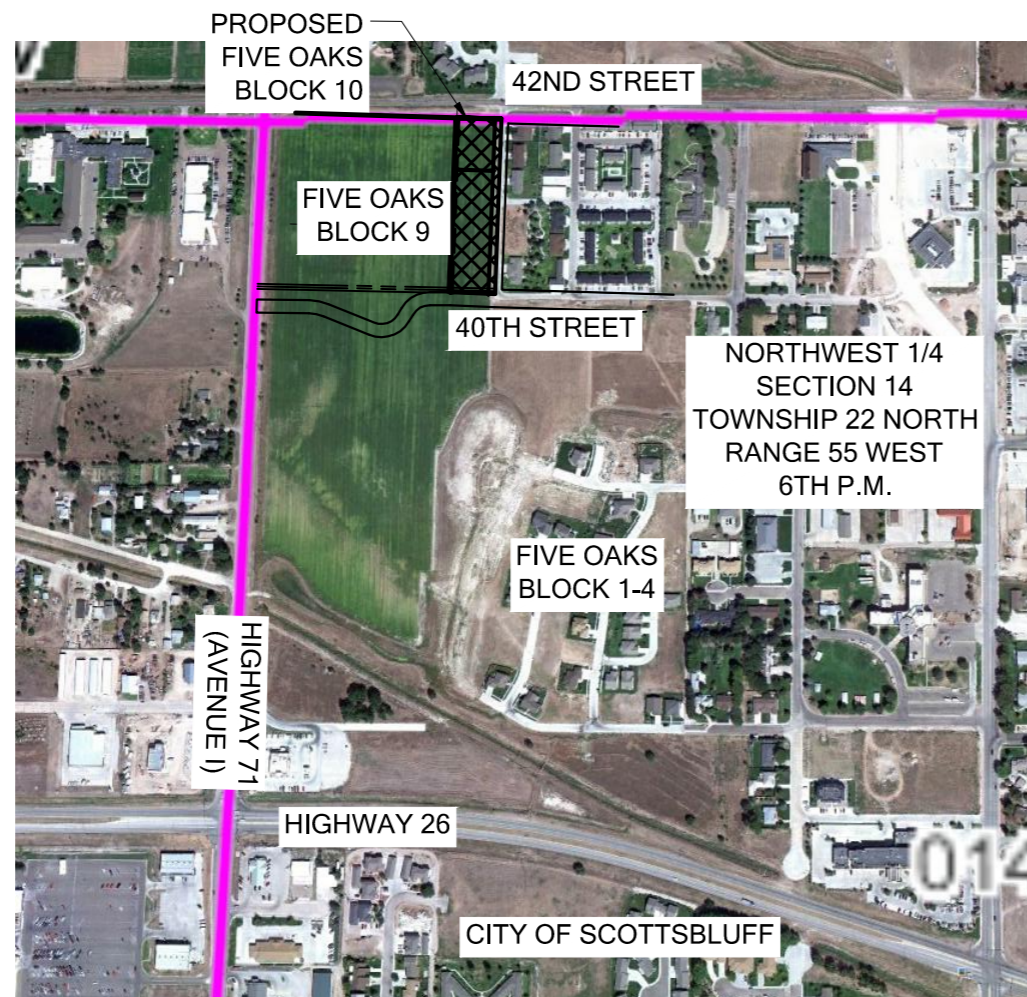 PROPOSED
FIVE OAKS
BLOCK 10
42ND STREET
FIVE OAKS
BLOCK 9
40TH STREET
NORTHWEST 1/4
SECTION 14
TOWNSHIP 22 NORTH
RANGE 55 WEST
6TH P.M.
FIVE OAKS
BLOCK 1-4
HIGHWAY 71
(AVENUE I)
HIGHWAY 26
CITY OF SCOTTSBLUFF
014